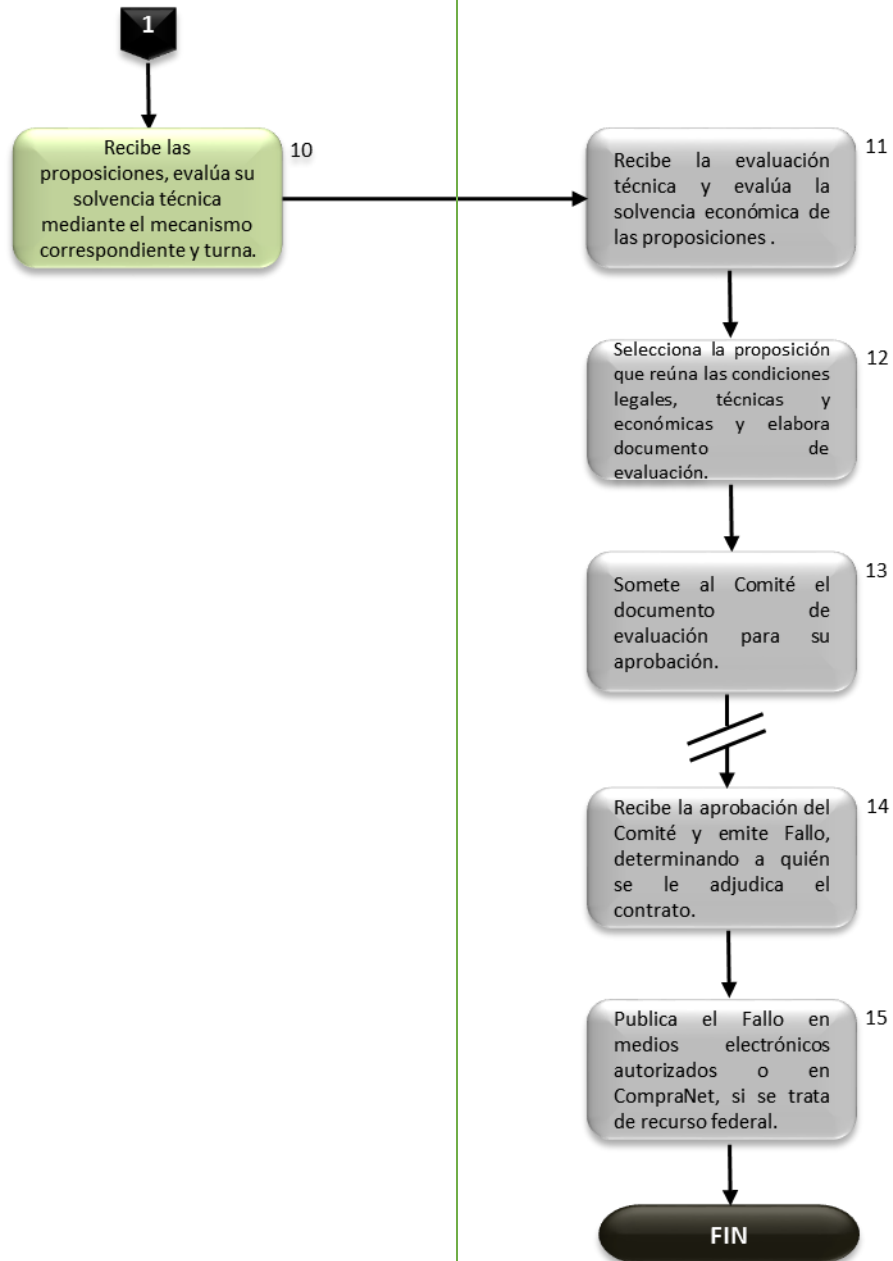 1
Recibe las
proposiciones, evalúa su
solvencia técnica
mediante el mecanismo
correspondiente y turna.
10
Recibe la evaluación
técnica y evalúa la
solvencia económica de
las proposiciones .
11
Selecciona la proposición
que reúna las condiciones
legales, técnicas y
económicas y elabora
documento de
evaluación.
12
Somete al Comité el
documento de
evaluación para su
aprobación.
13
Recibe la aprobación del
Comité y emite Fallo,
determinando a quién
se le adjudica el
contrato.
14
Publica el Fallo en
medios electrónicos
autorizados o en
CompraNet, si se trata
de recurso federal.
15
FIN